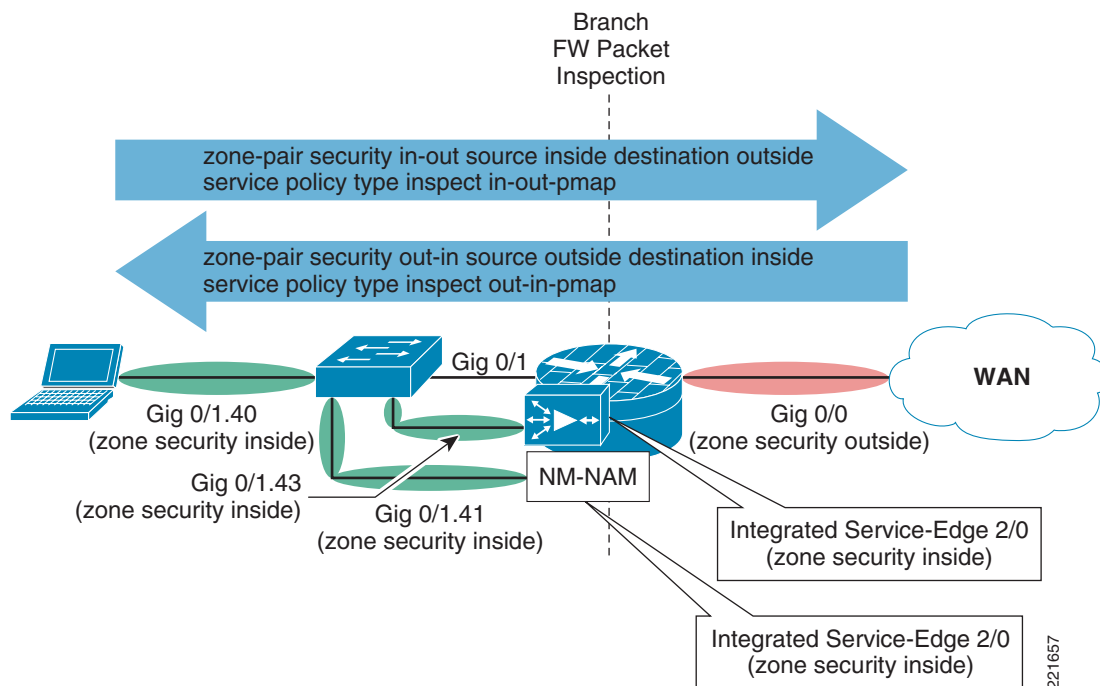 Branch
FW Packet
Inspection
zone-pair security in-out source inside destination outside
service policy type inspect in-out-pmap
zone-pair security out-in source outside destination inside
service policy type inspect out-in-pmap
Gig 0/1
WAN
Gig 0/1.40
(zone security inside)
Gig 0/0
(zone security outside)
Gig 0/1.43
(zone security inside)
NM-NAM
Gig 0/1.41
(zone security inside)
Integrated Service-Edge 2/0
(zone security inside)
Integrated Service-Edge 2/0
(zone security inside)
221657